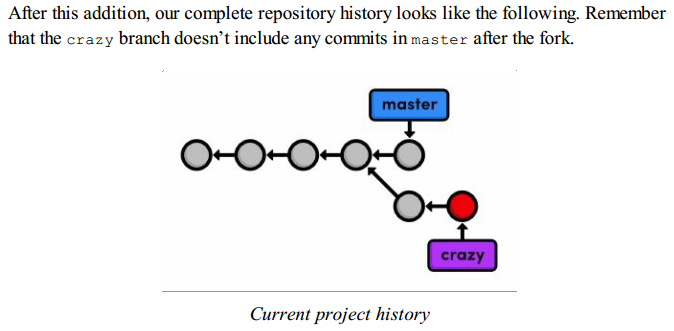 After this addition, our complete repository history looks like the following. Remember
that the crazy branch doesn't include any commits in master after the fork.
master
crazy
Current project history